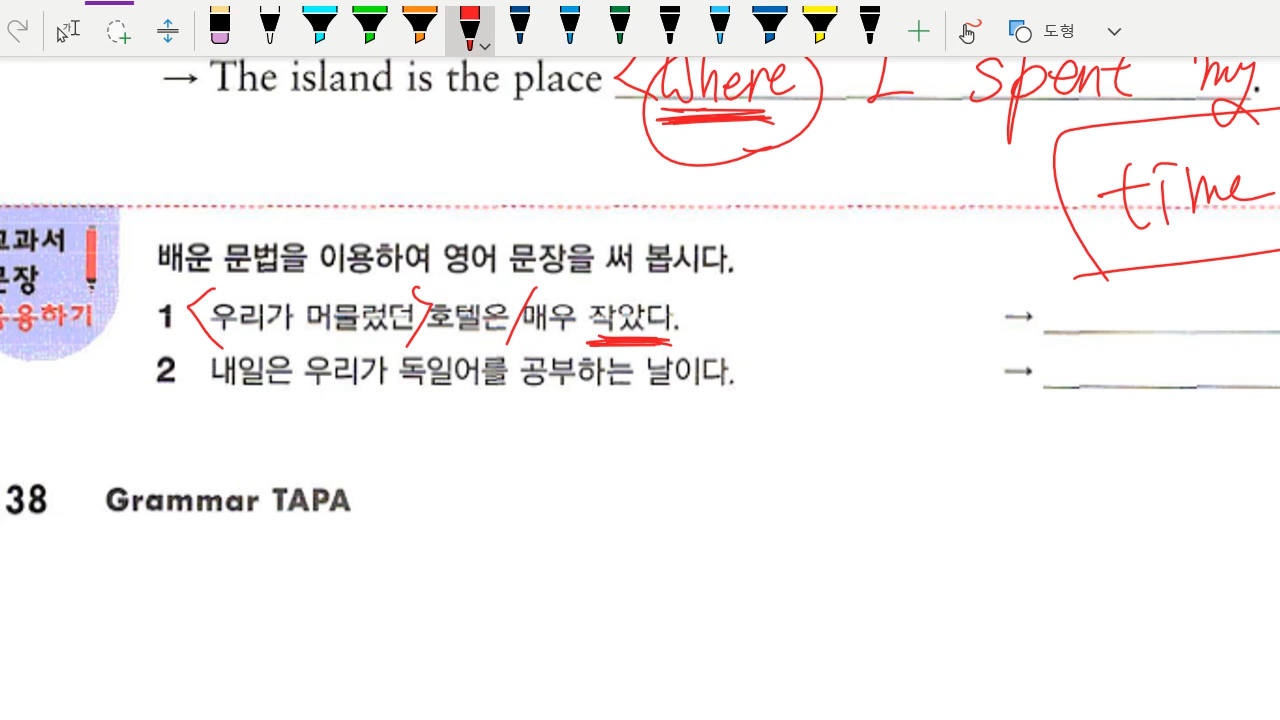 도형
→ The island is the place where I spent my.
time
교과서
문장
응용하기
배운 문법을 이용하여 영어 문장을 써 봅시다.
1 우리가 머물렀던 호텔은 매우 작았다. →
2 내일은 우리가 독일어를 공부하는 날이다. →
38 Grammar TAPA